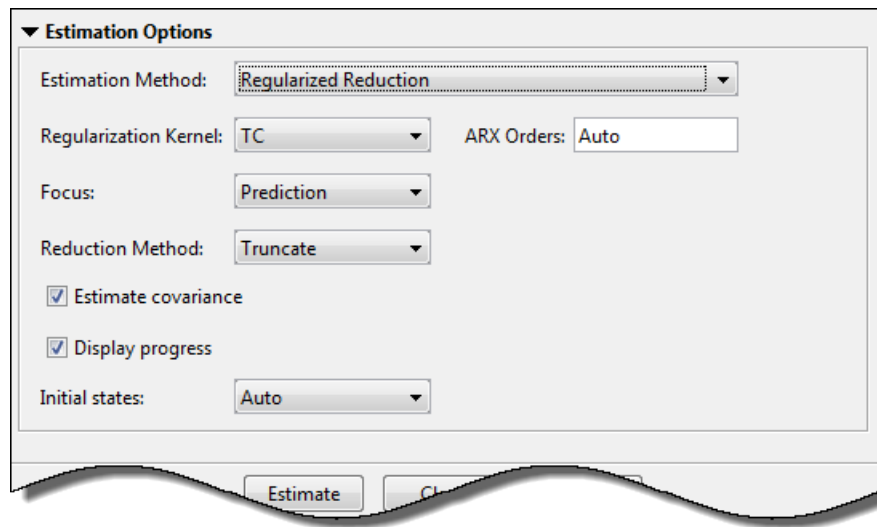 Estimation Options
Estimation Method: Regularized Reduction
Regularization Kernel: TC ARX Orders: Auto
Focus: Prediction
Reduction Method: Truncate
Estimate covariance
Display progress
Initial states: Auto
Estimate